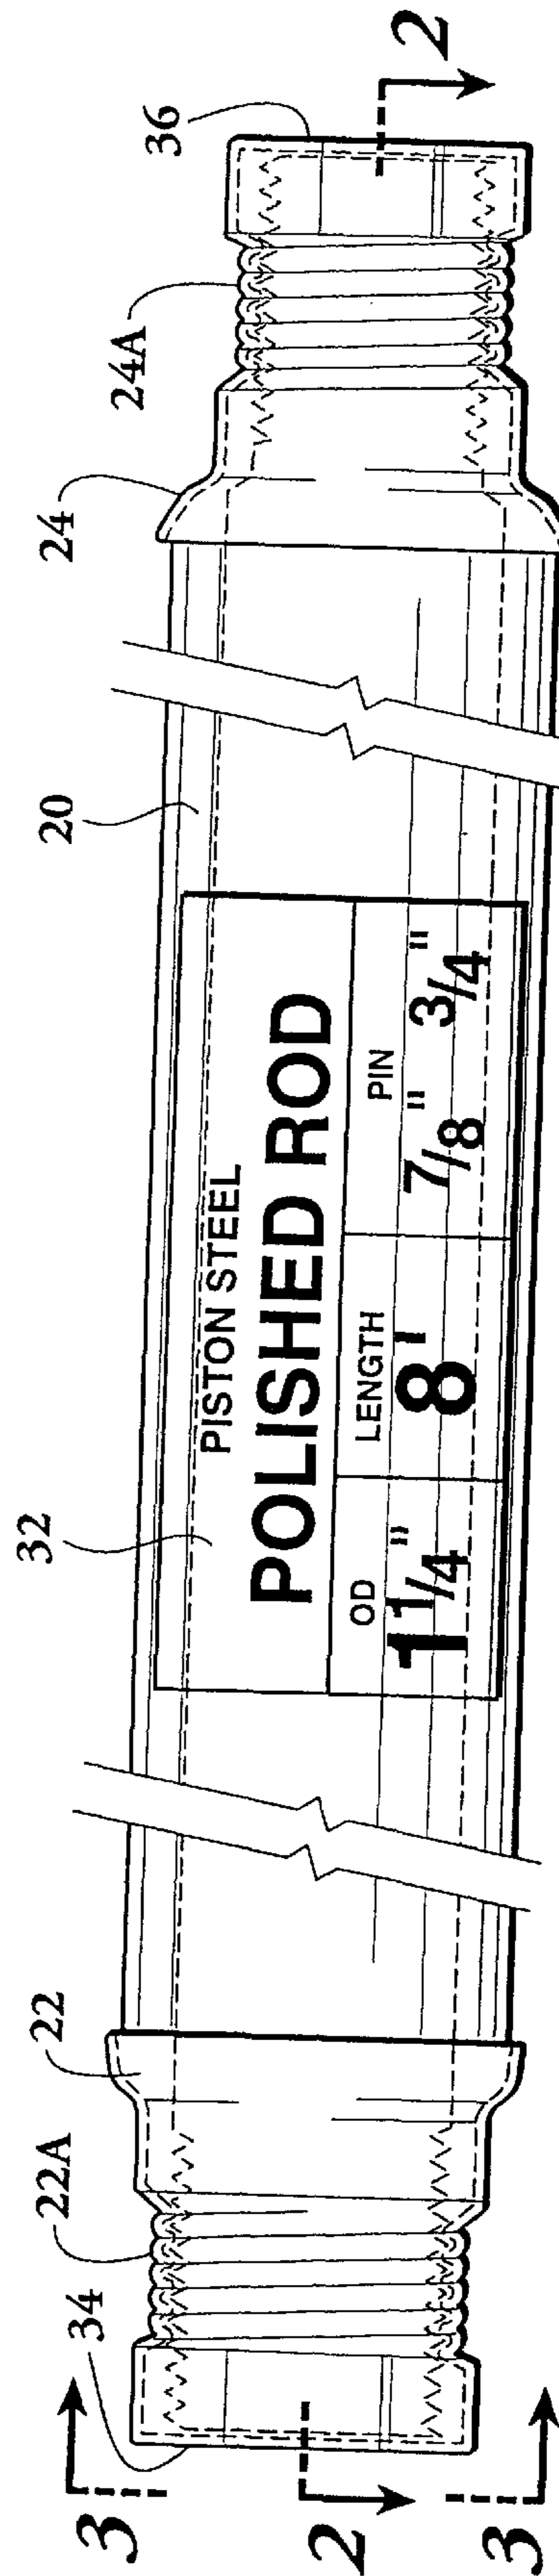 36
24A
24
20
32
22
22A
34
2
2
3
3
PISTON STEEL
POLISHED ROD
OD
1 1/4"
LENGTH
8'
PIN
7/8" 3/4"